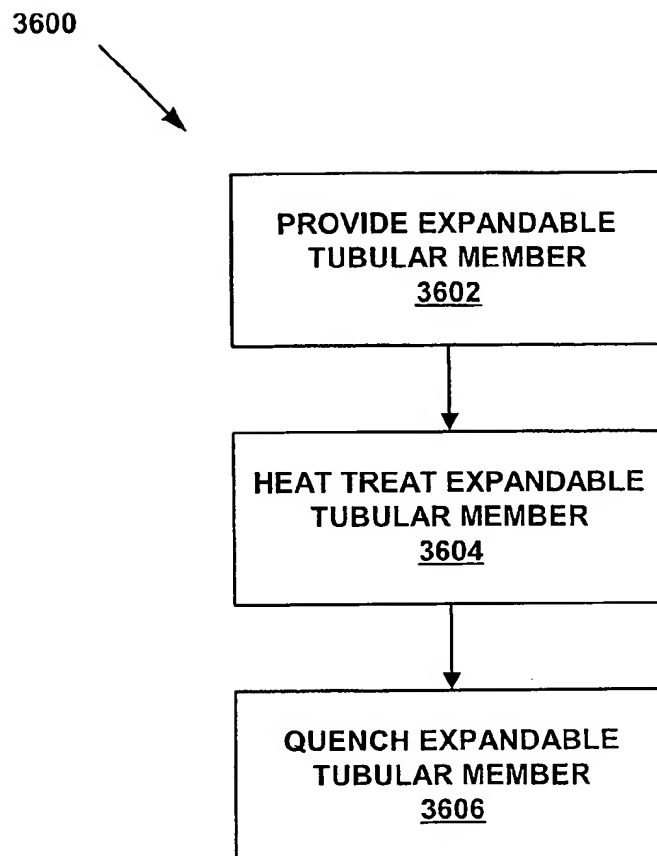 3600
PROVIDE EXPANDABLE
TUBULAR MEMBER
3602
HEAT TREAT EXPANDABLE
TUBULAR MEMBER
3604
QUENCH EXPANDABLE
TUBULAR MEMBER
3606